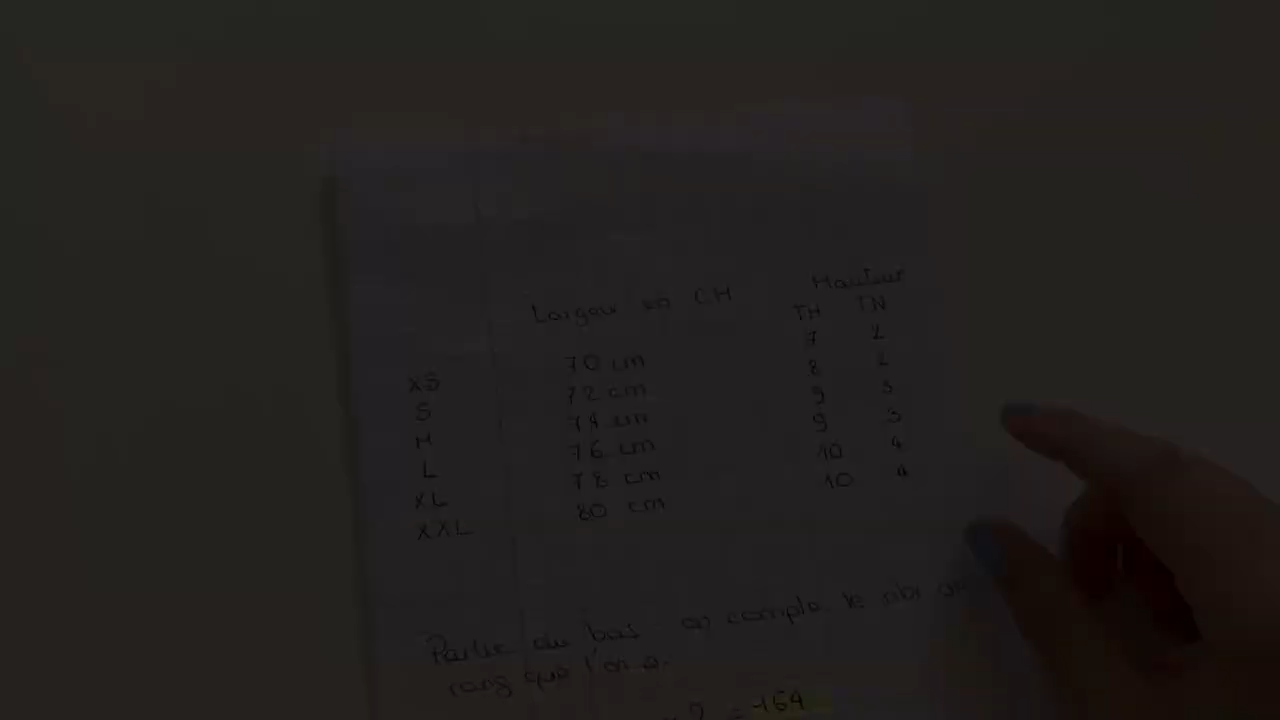 Largeur en CH Hauteur
TH TN
XS 70 cm 7 2
S 72 cm 8 2
M 74 cm 9 3
L 76 cm 9 3
XL 78 cm 10 4
XXL 80 cm 10 4
Partie du bas on compte le nbr de
rang que l'on a.
x 2 = 164